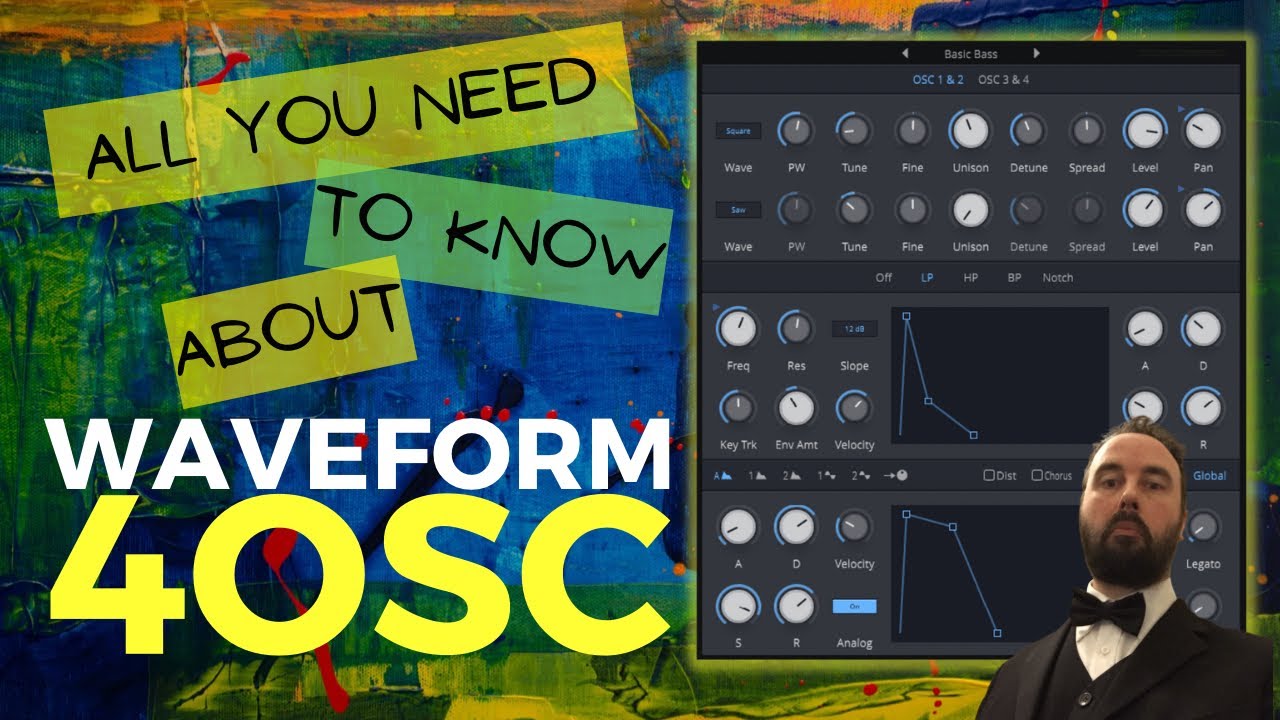 ALL YOU NEED
TO KNOW
ABOUT
WAVEFORM
4OSC
Basic Bass
OSC 1 & 2 OSC 3 & 4
Square
Wave PW Tune Fine Unison Detune Spread Level Pan
Saw
Wave PW Tune Fine Unison Detune Spread Level Pan
Off LP HP BP Notch
12 dB
Freq Res Slope A D
Key Trk Env Amt Velocity R
A 1 2 1 2 Dist Chorus Global
A D Velocity Legato
On
S R Analog